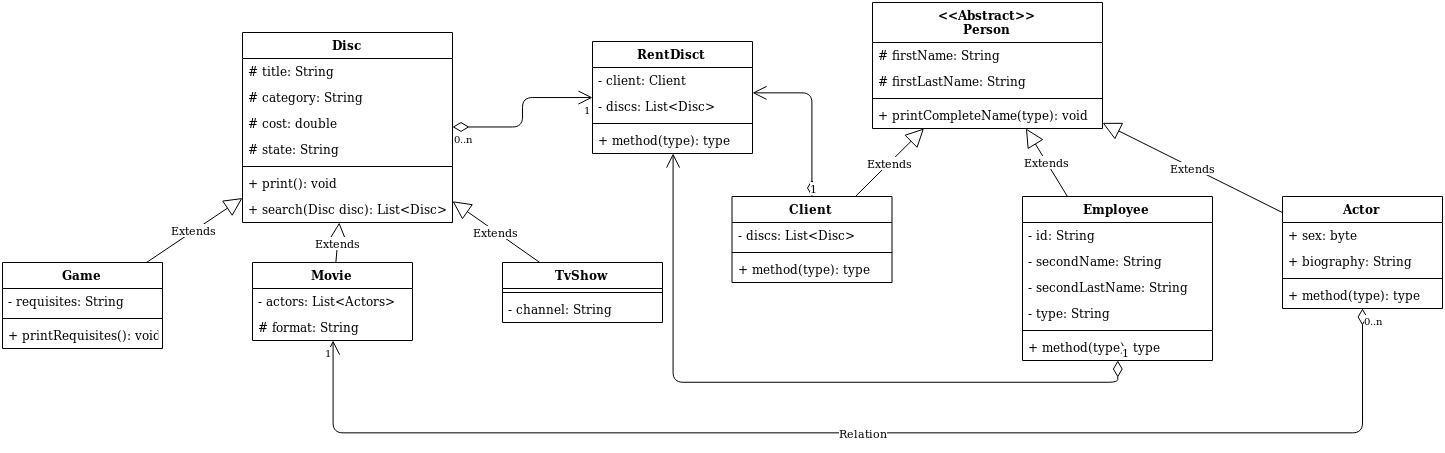 <<Abstract>>
Person
# firstName: String
# firstLastName: String
+ printCompleteName(type): void
Disc
# title: String
# category: String
# cost: double
# state: String
+ print(): void
+ search(Disc disc): List<Disc>
0..n
1
RentDisct
- client: Client
- discs: List<Disc>
+ method(type): type
Extends
Extends
Extends
1
Client
- discs: List<Disc>
+ method(type): type
Employee
- id: String
- secondName: String
- secondLastName: String
- type: String
+ method(type): type
1
Actor
+ sex: byte
+ biography: String
+ method(type): type
0..n
Extends
Extends
Extends
Game
- requisites: String
+ printRequisites(): void
Movie
- actors: List<Actors>
# format: String
1
TvShow
- channel: String
Relation